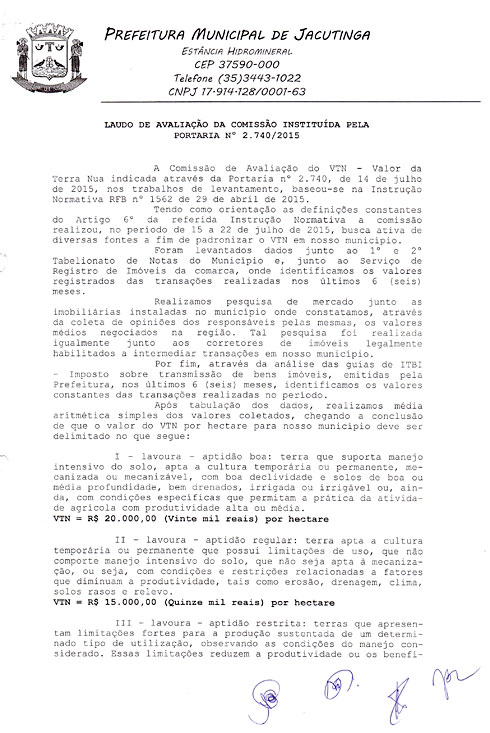 PREFEITURA MUNICIPAL DE JACUTINGA
ESTÂNCIA HIDROMINERAL
CEP 37590-000
Telefone (35)3443-1022
CNPJ 17-914-128/0001-63
LAUDO DE AVALIAÇÃO DA COMISSÃO INSTITUÍDA PELA
PORTARIA Nº 2.740/2015
A Comissão de Avaliação do VTN - Valor da
Terra Nua indicada através da Portaria nº 2.740, de 14 de julho
de 2015, nos trabalhos de levantamento, baseou-se na Instrução
Normativa RFB nº 1562 de 29 de abril de 2015.
Tendo como orientação as definições constantes
do Artigo 6º da referida Instrução Normativa a comissão
realizou, no período de 15 a 22 de julho de 2015, busca ativa de
diversas fontes a fim de padronizar o VTN em nosso município.
Foram levantados dados junto ao 1º e 2º
Tabelionato de Notas do Município e, junto ao Serviço de
Registro de Imóveis da comarca, onde identificamos os valores
registrados das transações realizadas nos últimos 6 (seis)
meses.
Realizamos pesquisa de mercado junto as
imobiliárias instaladas no município onde constatamos, através
da coleta de opiniões dos responsáveis pelas mesmas, os valores
médios negociados na região. Tal pesquisa foi realizada
igualmente junto aos corretores de imóveis legalmente
habilitados a intermediar transações em nosso município.
Por fim, através da análise das guias de ITBI
- Imposto sobre transmissão de bens imóveis, emitidas pela
Prefeitura, nos últimos 6 (seis) meses, identificamos os valores
constantes das transações realizadas no período.
Após tabulação dos dados, realizamos média
aritmética simples dos valores coletados, chegando a conclusão
de que o valor do VTN por hectare para nosso município deve ser
delimitado no que segue:
I - lavoura - aptidão boa: terra que suporta manejo
intensivo do solo, apta a cultura temporária ou permanente, me-
canizada ou mecanizável, com boa declividade e solos de boa ou
média profundidade, bem drenados, irrigada ou irrigável ou, ain-
da, com condições específicas que permitam a prática da ativida-
de agrícola com produtividade alta ou média.
VTN = R$ 20.000,00 (Vinte mil reais) por hectare
II - lavoura - aptidão regular: terra apta a cultura
temporária ou permanente que possui limitações de uso, que não
comporte manejo intensivo do solo, que não seja apta à mecaniza-
ção, ou seja, com condições e restrições relacionadas a fatores
que diminuam a produtividade, tais como erosão, drenagem, clima,
solos rasos e relevo.
VTN = R$ 15.000,00 (Quinze mil reais) por hectare
III - lavoura - aptidão restrita: terras que apresen-
tam limitações fortes para a produção sustentada de um determi-
nado tipo de utilização, observando as condições do manejo con-
siderado. Essas limitações reduzem a produtividade ou os benefí-